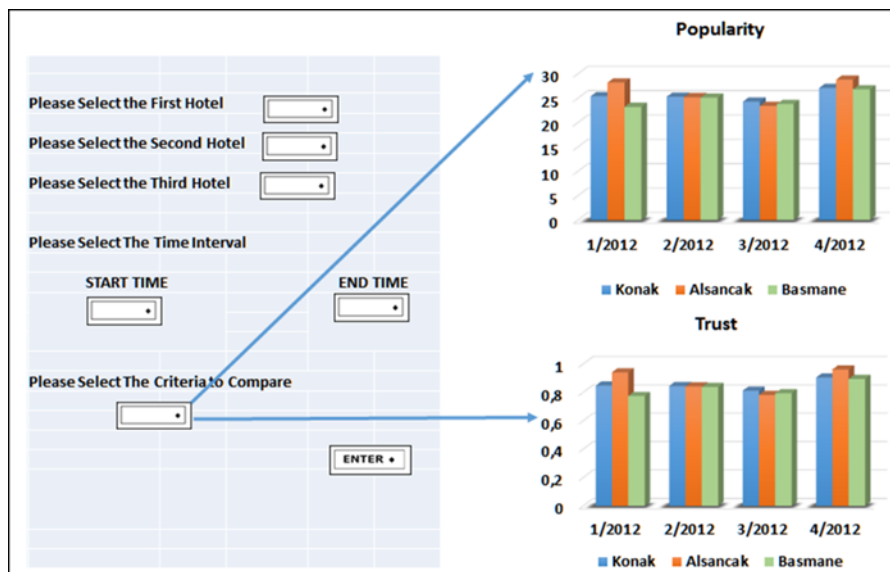 Please Select the First Hotel
Please Select the Second Hotel
Please Select the Third Hotel
Please Select The Time Interval
START TIME END TIME
Please Select The Criteria to Compare
ENTER
Popularity
30
25
20
15
10
5
0
1/2012 2/2012 3/2012 4/2012
Konak Alsancak Basmane
Trust
1
0,8
0,6
0,4
0,2
0
1/2012 2/2012 3/2012 4/2012
Konak Alsancak Basmane